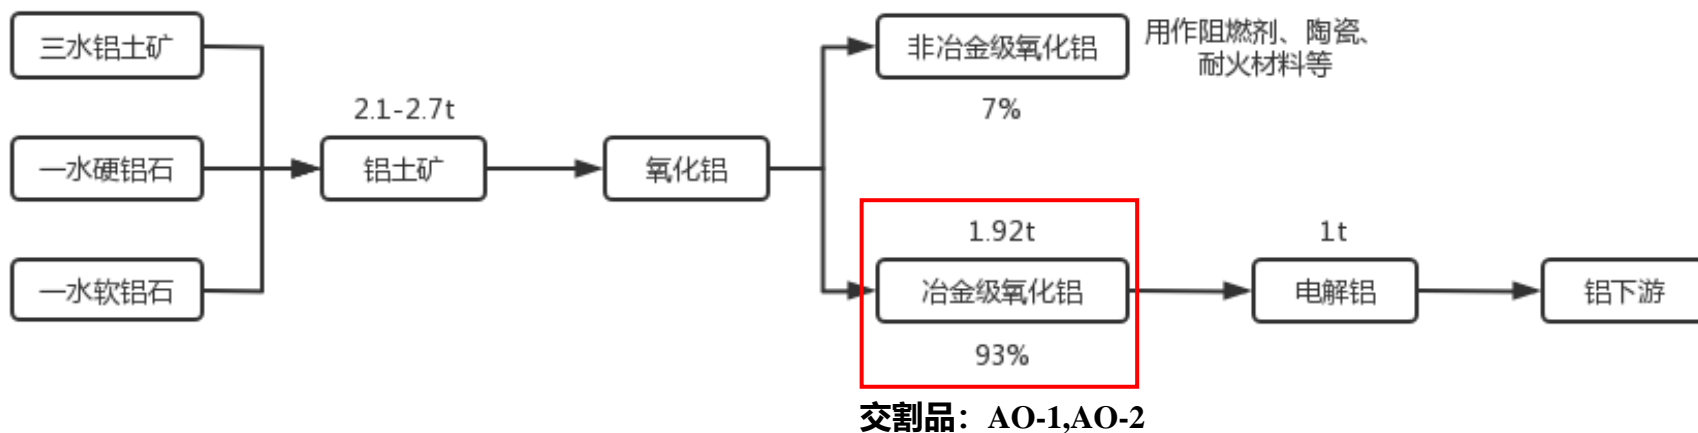 三水铝土矿
一水硬铝石
一水软铝石
2.1-2.7t
铝土矿
氧化铝
非冶金级氧化铝
7%
用作阻燃剂、陶瓷、
耐火材料等
1.92t
冶金级氧化铝
93%
交割品：AO-1,AO-2
1t
电解铝
铝下游